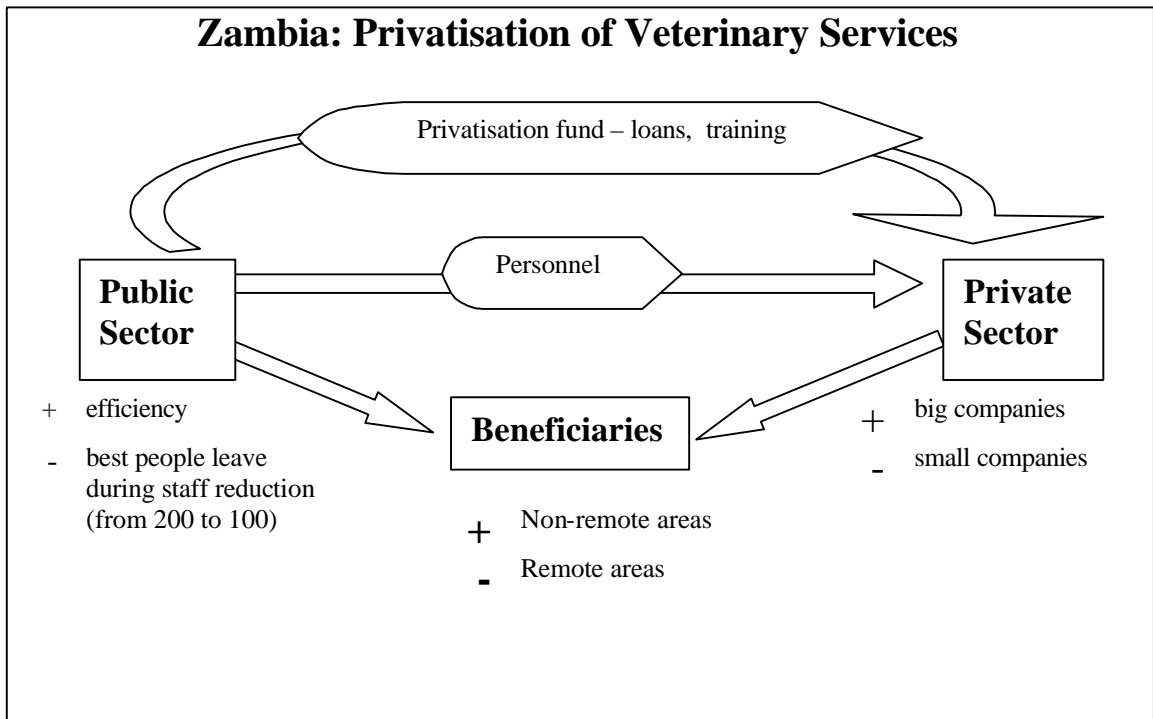 Zambia: Privatisation of Veterinary Services
Privatisation fund – loans, training
Personnel
Public
Sector
Private
Sector
+ efficiency
- best people leave
during staff reduction
(from 200 to 100)
Beneficiaries
+ Non-remote areas
- Remote areas
+ big companies
- small companies